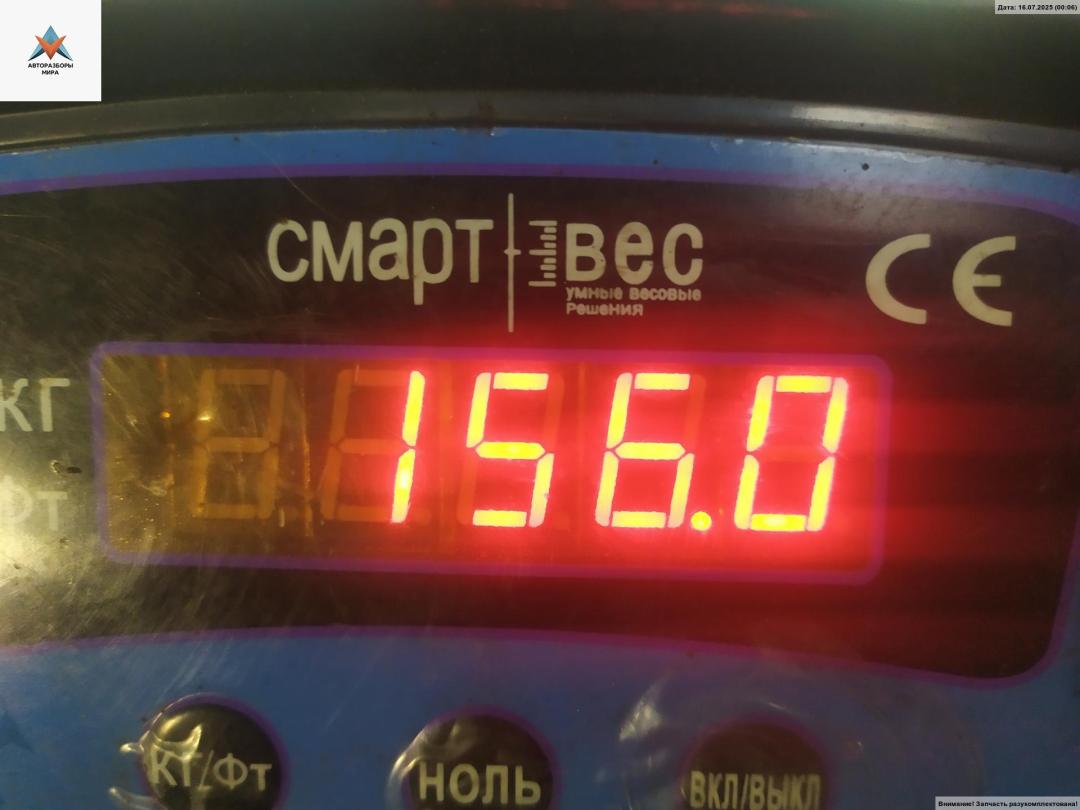 Дата: 16.07.2025 (00:06)
АВТОРАЗБОРЫ
МИРА
смарт вес
умные весовые
Решения
CE
КГ
Фт
156.0
КГ/Фт
НОЛЬ
ВКЛ/ВЫКЛ
Внимание! Запчасть разукомплектована!